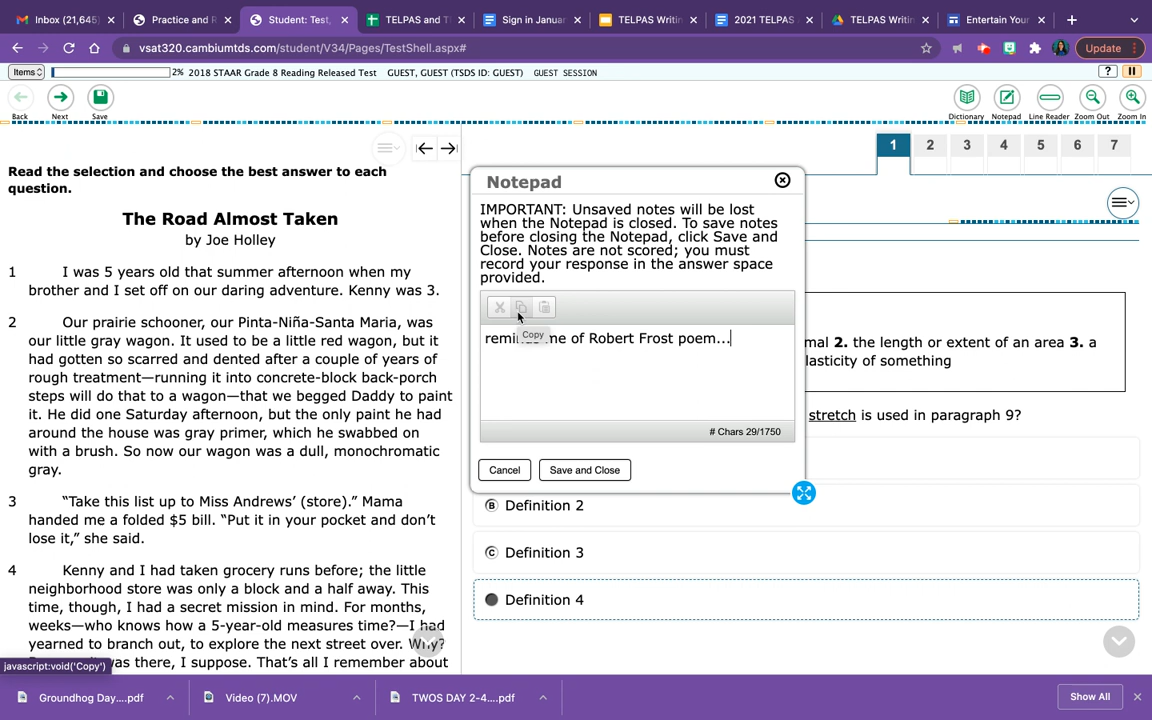 Inbox (21,645)
Practice and R
Student: Test,
TELPAS and T
Sign in Januar
TELPAS Writin
2021 TELPAS
TELPAS Writin
Entertain Your
vsat320.cambiumtds.com/student/V34/Pages/TestShell.aspx#
Update
Items
2% 2018 STAAR Grade 8 Reading Released Test GUEST, GUEST (TSDS ID: GUEST) GUEST SESSION
?
Back Next Save
Dictionary Notepad Line Reader Zoom Out Zoom In
1 2 3 4 5 6 7
Read the selection and choose the best answer to each
question.
The Road Almost Taken
by Joe Holley
1 I was 5 years old that summer afternoon when my
brother and I set off on our daring adventure. Kenny was 3.
2 Our prairie schooner, our Pinta-Niña-Santa Maria, was
our little gray wagon. It used to be a little red wagon, but it
had gotten so scarred and dented after a couple of years of
rough treatment—running it into concrete-block back-porch
steps will do that to a wagon—that we begged Daddy to paint
it. He did one Saturday afternoon, but the only paint he had
around the house was gray primer, which he swabbed on
with a brush. So now our wagon was a dull, monochromatic
gray.
3 “Take this list up to Miss Andrews’ (store).” Mama
handed me a folded $5 bill. “Put it in your pocket and don’t
lose it,” she said.
4 Kenny and I had taken grocery runs before; the little
neighborhood store was only a block and a half away. This
time, though, I had a secret mission in mind. For months,
weeks—who knows how a 5-year-old measures time?—I had
yearned to branch out, to explore the next street over. Why?
was there, I suppose. That’s all I remember about
javascript:void('Copy')
Notepad
IMPORTANT: Unsaved notes will be lost
when the Notepad is closed. To save notes
before closing the Notepad, click Save and
Close. Notes are not scored; you must
record your response in the answer space
provided.
Copy
me of Robert Frost poem...
# Chars 29/1750
Cancel Save and Close
mal 2. the length or extent of an area 3. a
lasticity of something
stretch is used in paragraph 9?
B Definition 2
C Definition 3
Definition 4
Groundhog Day....pdf
Video (7).MOV
TWOS DAY 2-4....pdf
Show All